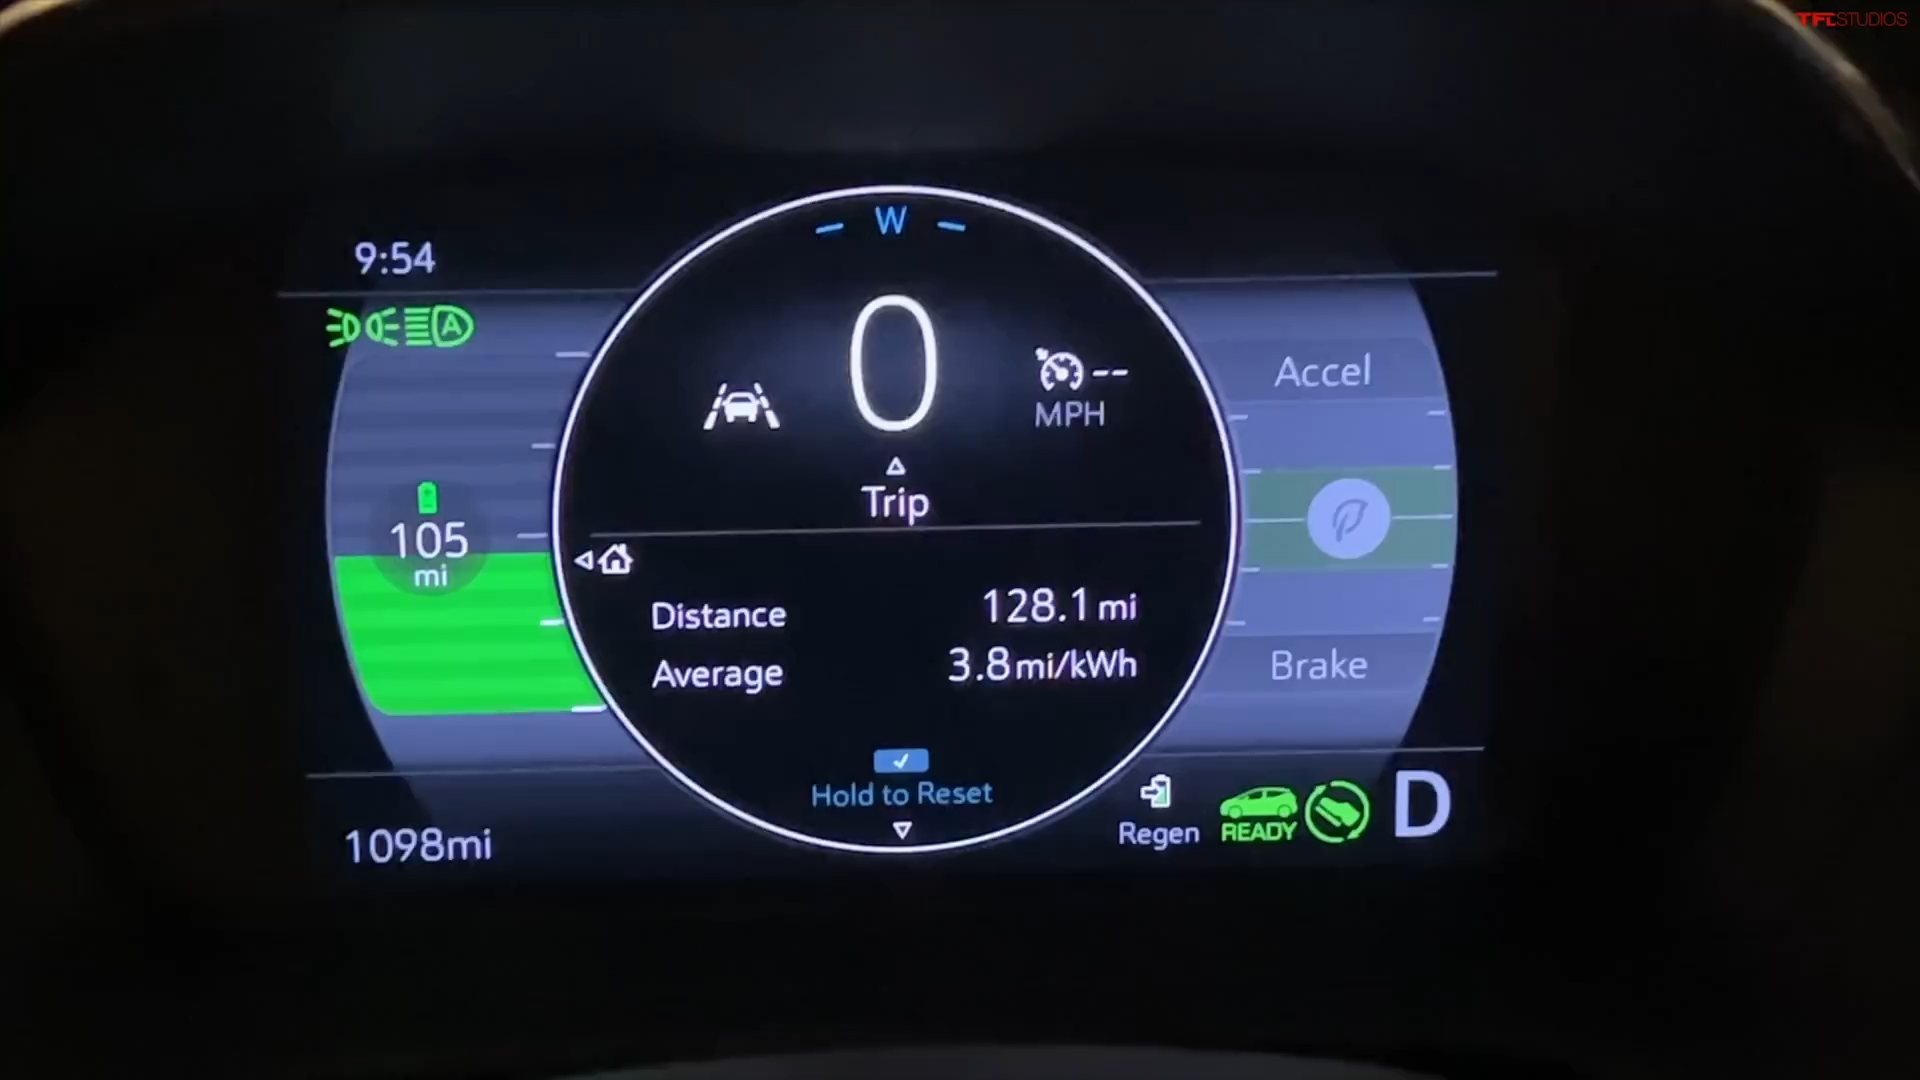 TFLSTUDIOS
W
9:54
A
0
--
MPH
Accel
Trip
105
mi
Distance 128.1 mi
Average 3.8 mi/kWh
Brake
Hold to Reset
1098mi
Regen
READY
D